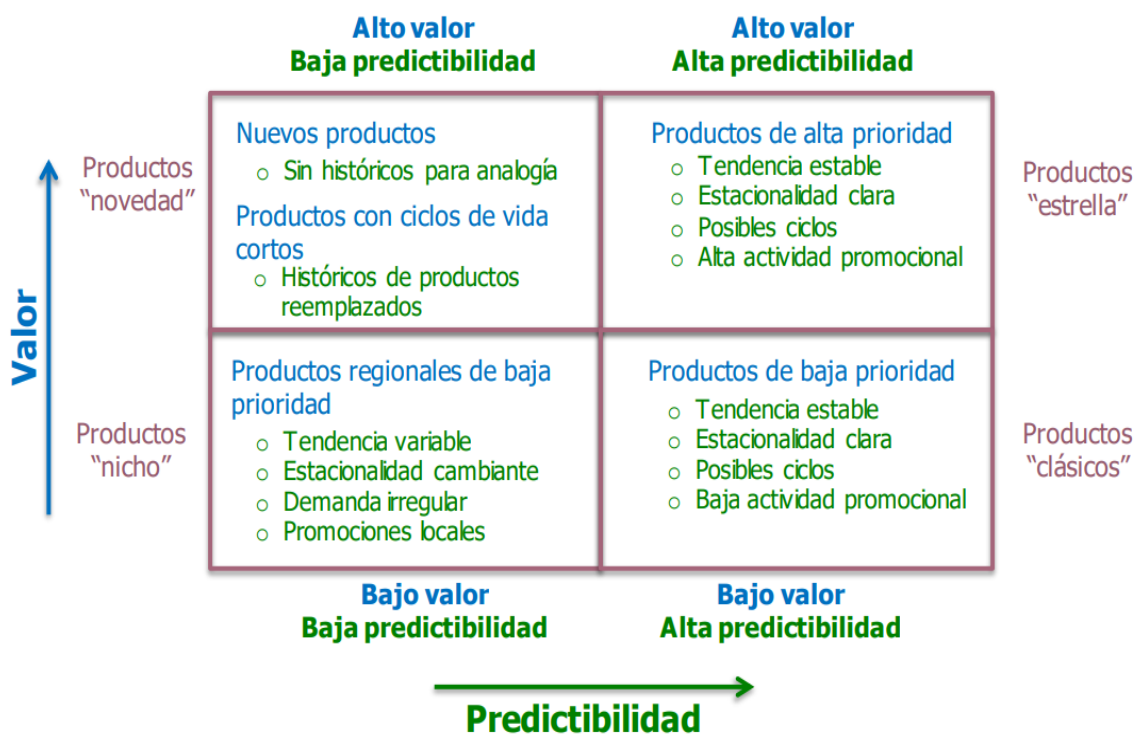 Alto valor
Baja predictibilidad
Alto valor
Alta predictibilidad
Productos
“novedad”
Nuevos productos
o Sin históricos para analogía
Productos con ciclos de vida
cortos
o Históricos de productos
reemplazados
Productos de alta prioridad
o Tendencia estable
o Estacionalidad clara
o Posibles ciclos
o Alta actividad promocional
Productos
“estrella”
Valor
Productos
“nicho”
Productos regionales de baja
prioridad
o Tendencia variable
o Estacionalidad cambiante
o Demanda irregular
o Promociones locales
Productos de baja prioridad
o Tendencia estable
o Estacionalidad clara
o Posibles ciclos
o Baja actividad promocional
Productos
“clásicos”
Bajo valor
Baja predictibilidad
Bajo valor
Alta predictibilidad
Predictibilidad